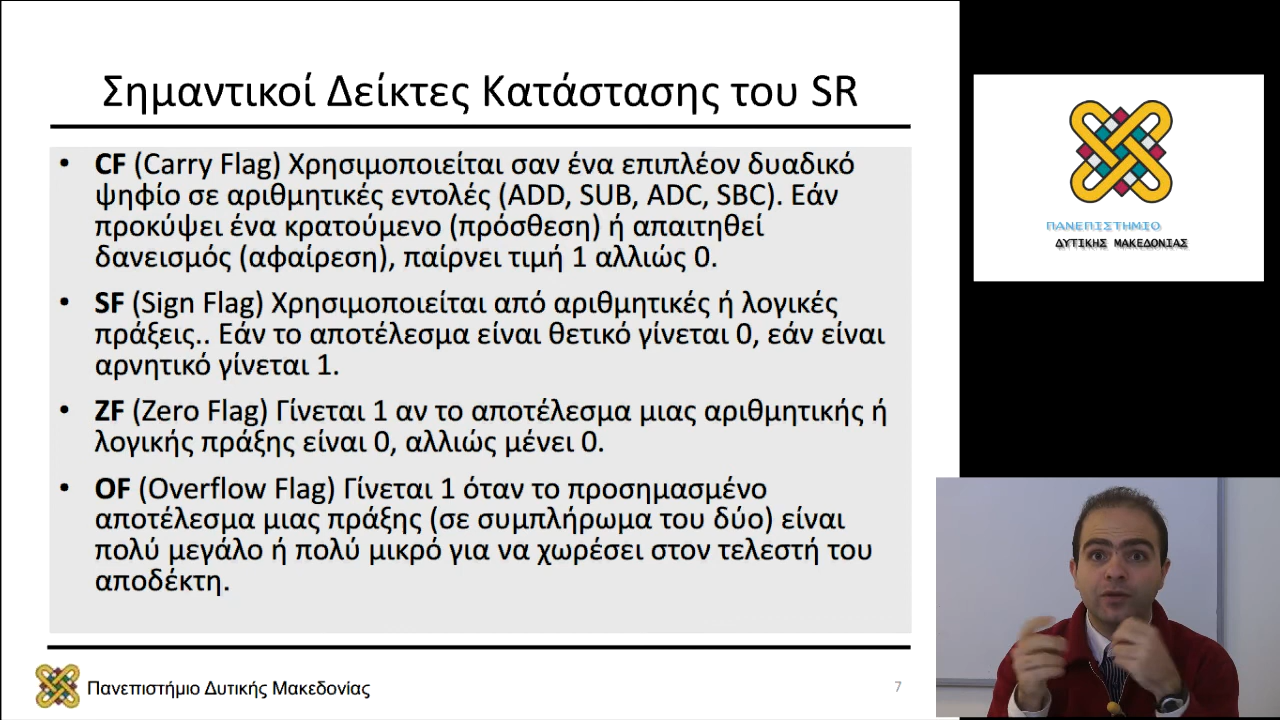 Σημαντικοί Δείκτες Κατάστασης του SR
• CF (Carry Flag) Χρησιμοποιείται σαν ένα επιπλέον δυαδικό
ψηφίο σε αριθμητικές εντολές (ADD, SUB, ADC, SBC). Εάν
προκύψει ένα κρατούμενο (πρόσθεση) ή απαιτηθεί
δανεισμός (αφαίρεση), παίρνει τιμή 1 αλλιώς 0.
• SF (Sign Flag) Χρησιμοποιείται από αριθμητικές ή λογικές
πράξεις.. Εάν το αποτέλεσμα είναι θετικό γίνεται 0, εάν είναι
αρνητικό γίνεται 1.
• ZF (Zero Flag) Γίνεται 1 αν το αποτέλεσμα μιας αριθμητικής ή
λογικής πράξης είναι 0, αλλιώς μένει 0.
• OF (Overflow Flag) Γίνεται 1 όταν το προσημασμένο
αποτέλεσμα μιας πράξης (σε συμπλήρωμα του δύο) είναι
πολύ μεγάλο ή πολύ μικρό για να χωρέσει στον τελεστή του
αποδέκτη.
Πανεπιστήμιο Δυτικής Μακεδονίας
7
ΠΑΝΕΠΙΣΤΗΜΙΟ
ΔΥΤΙΚΗΣ ΜΑΚΕΔΟΝΙΑΣ